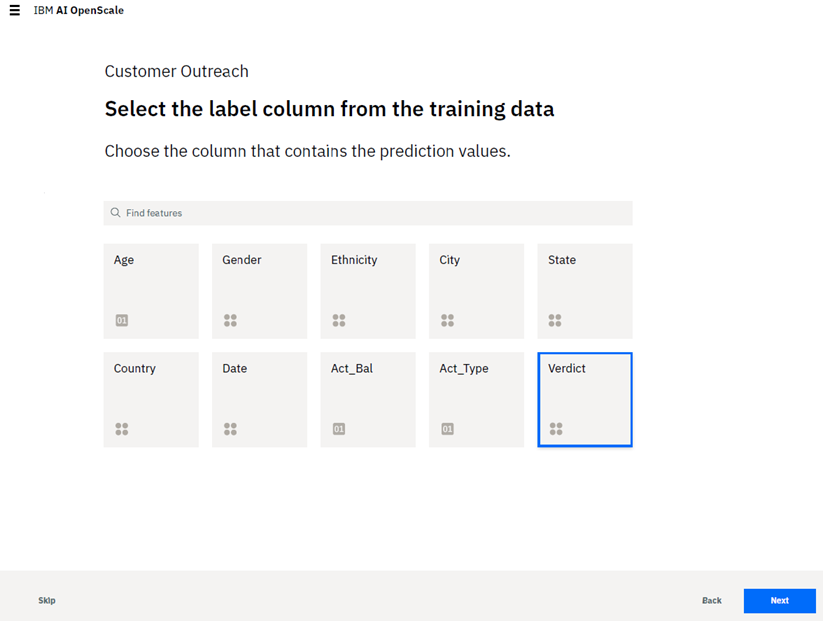 IBM AI OpenScale
Customer Outreach
Select the label column from the training data
Choose the column that contains the prediction values.
Find features
Age Gender Ethnicity City State
01
Country Date Act_Bal Act_Type Verdict
01 01
Skip Back Next